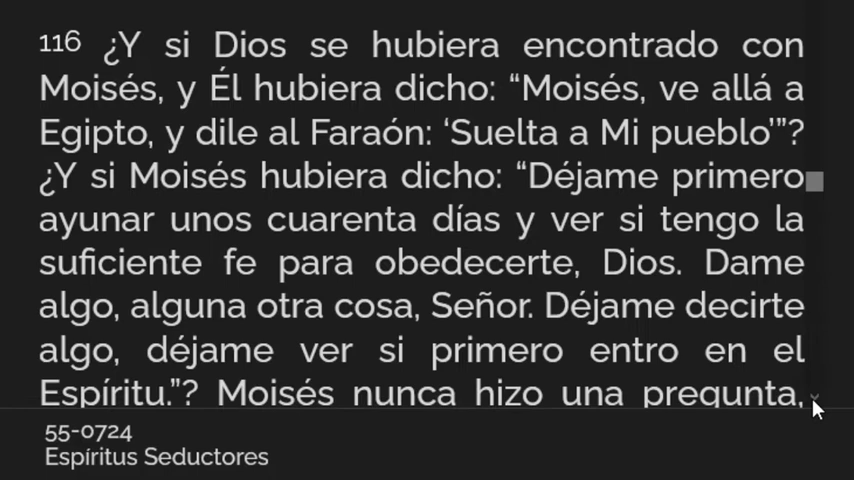 116 ¿Y si Dios se hubiera encontrado con
Moisés, y Él hubiera dicho: “Moisés, ve allá a
Egipto, y dile al Faraón: ‘Suelta a Mi pueblo’”?
¿Y si Moisés hubiera dicho: “Déjame primero
ayunar unos cuarenta días y ver si tengo la
suficiente fe para obedecerte, Dios. Dame
algo, alguna otra cosa, Señor. Déjame decirte
algo, déjame ver si primero entro en el
Espíritu.”? Moisés nunca hizo una pregunta,
55-0724
Espíritus Seductores